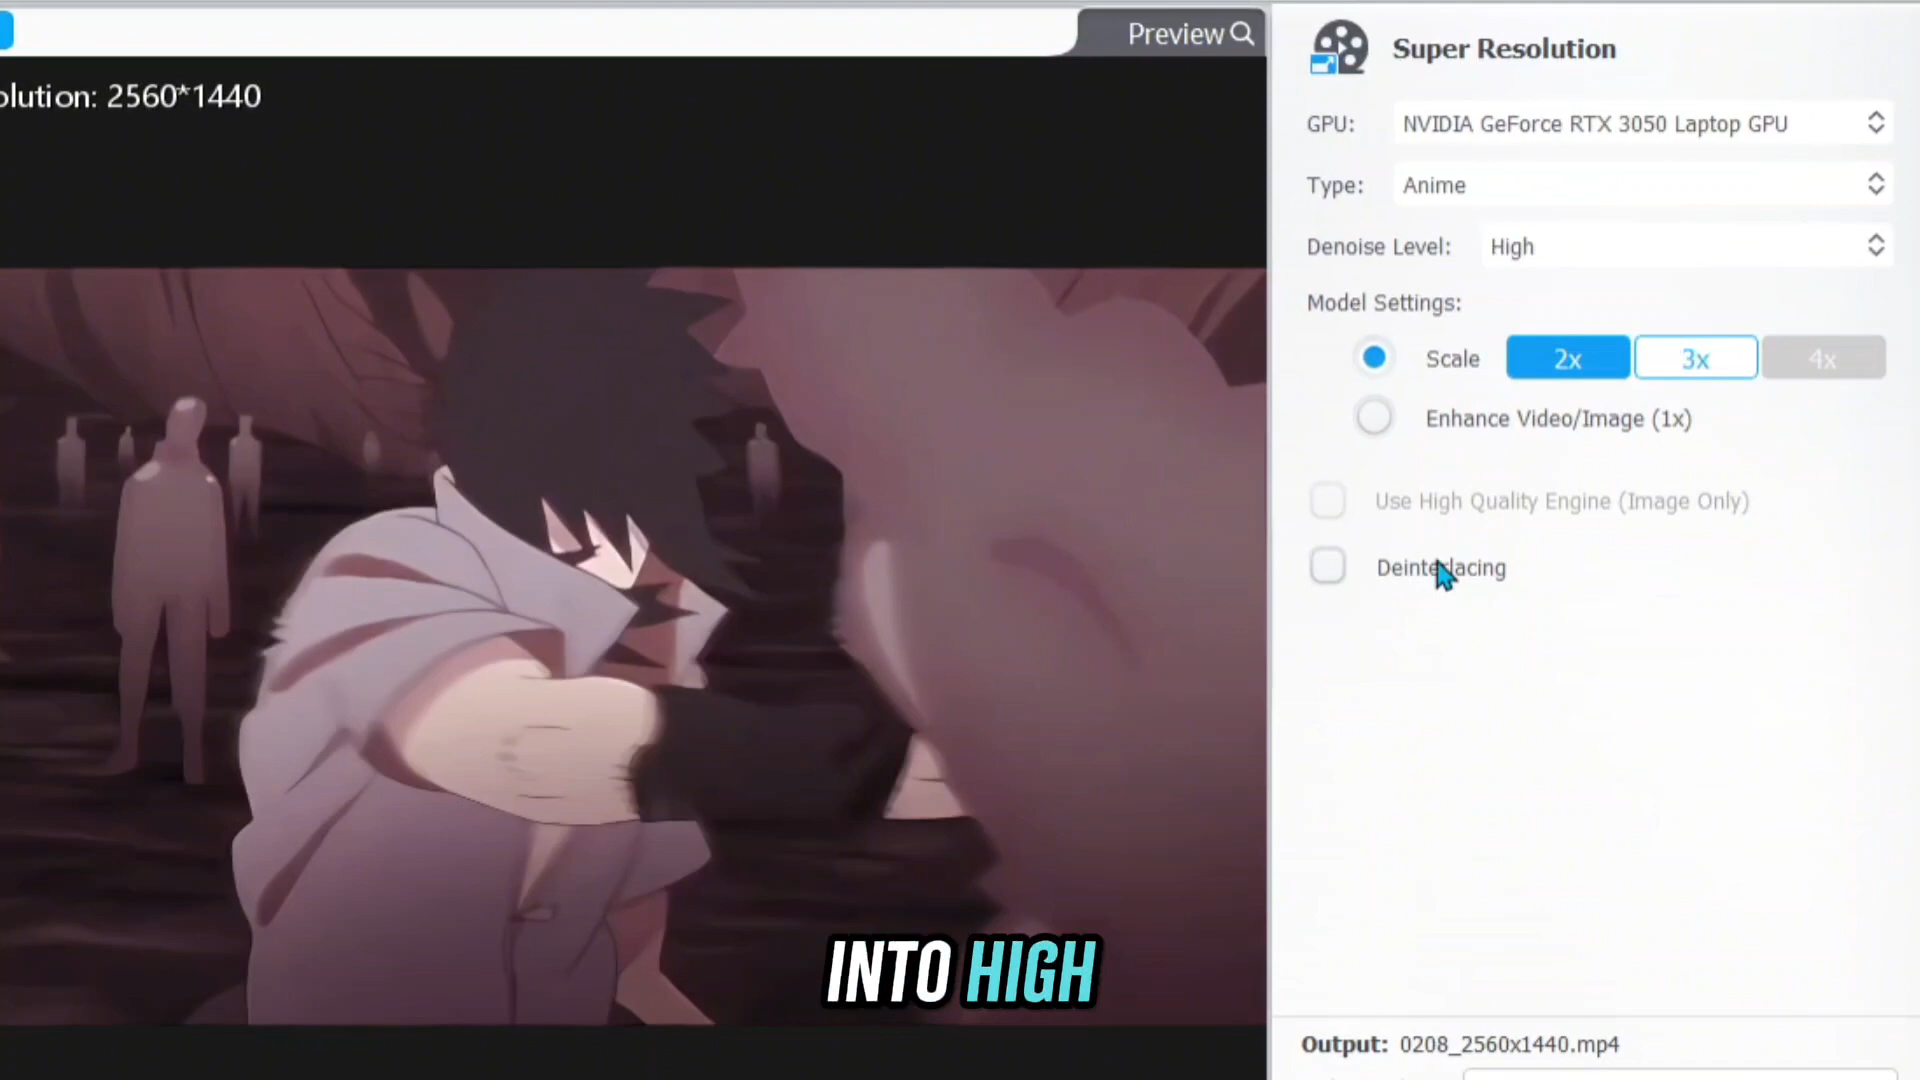 Preview
Super Resolution
olution: 2560*1440
GPU: NVIDIA GeForce RTX 3050 Laptop GPU
Type: Anime
Denoise Level: High
Model Settings:
Scale 2x 3x 4x
Enhance Video/Image (1x)
Use High Quality Engine (Image Only)
Deinterlacing
INTO HIGH
Output: 0208_2560x1440.mp4